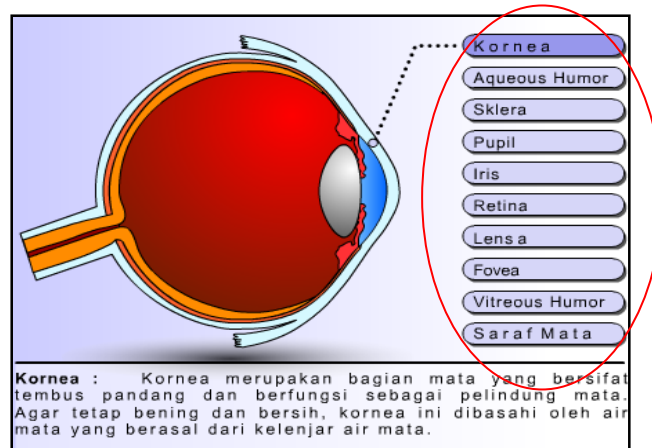 Kornea
Aqueous Humor
Sklera
Pupil
Iris
Retina
Lensa
Fovea
Vitreous Humor
Saraf Mata
Kornea : Kornea merupakan bagian mata yang bersifat
tembus pandang dan berfungsi sebagai pelindung mata.
Agar tetap bening dan bersih, kornea ini dibasahi oleh air
mata yang berasal dari kelenjar air mata.